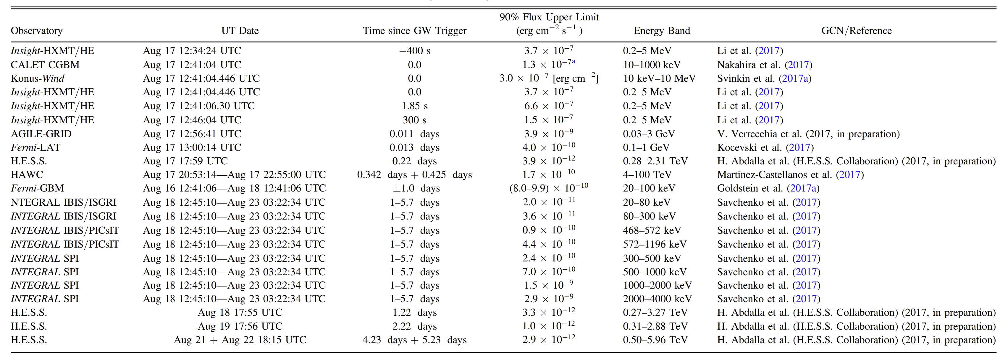 90% Flux Upper Limit
Observatory UT Date Time since GW Trigger (erg cm−2 s−1 ) Energy Band GCN/Reference
Insight-HXMT/HE Aug 17 12:34:24 UTC −400 s 3.7 × 10−7 0.2–5 MeV Li et al. (2017)
CALET CGBM Aug 17 12:41:04 UTC 0.0 1.3 × 10−7a 10–1000 keV Nakahira et al. (2017)
Konus-Wind Aug 17 12:41:04.446 UTC 0.0 3.0 × 10−7 [erg cm−2] 10 keV–10 MeV Svinkin et al. (2017a)
Insight-HXMT/HE Aug 17 12:41:04.446 UTC 0.0 3.7 × 10−7 0.2–5 MeV Li et al. (2017)
Insight-HXMT/HE Aug 17 12:41:06.30 UTC 1.85 s 6.6 × 10−7 0.2–5 MeV Li et al. (2017)
Insight-HXMT/HE Aug 17 12:46:04 UTC 300 s 1.5 × 10−7 0.2–5 MeV Li et al. (2017)
AGILE-GRID Aug 17 12:56:41 UTC 0.011 days 3.9 × 10−9 0.03–3 GeV V. Verrecchia et al. (2017, in preparation)
Fermi-LAT Aug 17 13:00:14 UTC 0.013 days 4.0 × 10−10 0.1–1 GeV Kocevski et al. (2017)
H.E.S.S. Aug 17 17:59 UTC 0.22 days 3.9 × 10−12 0.28–2.31 TeV H. Abdalla et al. (H.E.S.S. Collaboration) (2017, in preparation)
HAWC Aug 17 20:53:14—Aug 17 22:55:00 UTC 0.342 days + 0.425 days 1.7 × 10−10 4–100 TeV Martinez-Castellanos et al. (2017)
Fermi-GBM Aug 16 12:41:06—Aug 18 12:41:06 UTC ±1.0 days (8.0–9.9) × 10−10 20–100 keV Goldstein et al. (2017a)
NTEGRAL IBIS/ISGRI Aug 18 12:45:10—Aug 23 03:22:34 UTC 1–5.7 days 2.0 × 10−11 20–80 keV Savchenko et al. (2017)
INTEGRAL IBIS/ISGRI Aug 18 12:45:10—Aug 23 03:22:34 UTC 1–5.7 days 3.6 × 10−11 80–300 keV Savchenko et al. (2017)
INTEGRAL IBIS/PICsIT Aug 18 12:45:10—Aug 23 03:22:34 UTC 1–5.7 days 0.9 × 10−10 468–572 keV Savchenko et al. (2017)
INTEGRAL IBIS/PICsIT Aug 18 12:45:10—Aug 23 03:22:34 UTC 1–5.7 days 4.4 × 10−10 572–1196 keV Savchenko et al. (2017)
INTEGRAL SPI Aug 18 12:45:10—Aug 23 03:22:34 UTC 1–5.7 days 2.4 × 10−10 300–500 keV Savchenko et al. (2017)
INTEGRAL SPI Aug 18 12:45:10—Aug 23 03:22:34 UTC 1–5.7 days 7.0 × 10−10 500–1000 keV Savchenko et al. (2017)
INTEGRAL SPI Aug 18 12:45:10—Aug 23 03:22:34 UTC 1–5.7 days 1.5 × 10−9 1000–2000 keV Savchenko et al. (2017)
INTEGRAL SPI Aug 18 12:45:10—Aug 23 03:22:34 UTC 1–5.7 days 2.9 × 10−9 2000–4000 keV Savchenko et al. (2017)
H.E.S.S. Aug 18 17:55 UTC 1.22 days 3.3 × 10−12 0.27–3.27 TeV H. Abdalla et al. (H.E.S.S. Collaboration) (2017, in preparation)
H.E.S.S. Aug 19 17:56 UTC 2.22 days 1.0 × 10−12 0.31–2.88 TeV H. Abdalla et al. (H.E.S.S. Collaboration) (2017, in preparation)
H.E.S.S. Aug 21 + Aug 22 18:15 UTC 4.23 days + 5.23 days 2.9 × 10−12 0.50–5.96 TeV H. Abdalla et al. (H.E.S.S. Collaboration) (2017, in preparation)